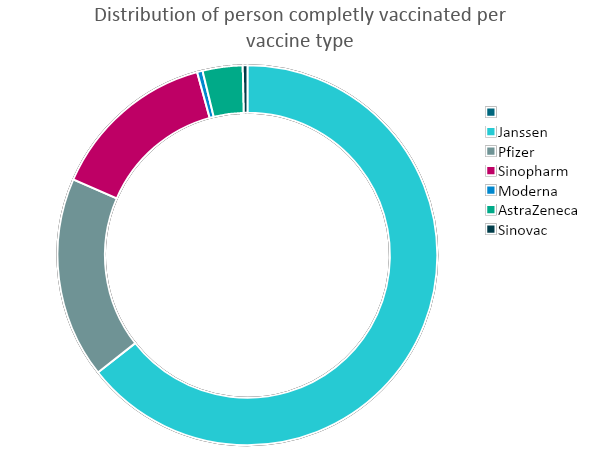 Distribution of person completly vaccinated per
vaccine type
Janssen
Pfizer
Sinopharm
Moderna
AstraZeneca
Sinovac